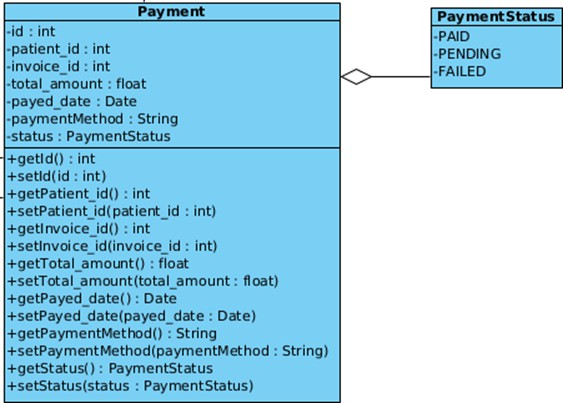 Payment
-id : int
-patient_id : int
-invoice_id : int
-total_amount : float
-payed_date : Date
-paymentMethod : String
-status : PaymentStatus
+getId() : int
+setId(id : int)
+getPatient_id() : int
+setPatient_id(patient_id : int)
+getInvoice_id() : int
+setInvoice_id(invoice_id : int)
+getTotal_amount() : float
+setTotal_amount(total_amount : float)
+getPayed_date() : Date
+setPayed_date(payed_date : Date)
+getPaymentMethod() : String
+setPaymentMethod(paymentMethod : String)
+getStatus() : PaymentStatus
+setStatus(status : PaymentStatus)
PaymentStatus
-PAID
-PENDING
-FAILED